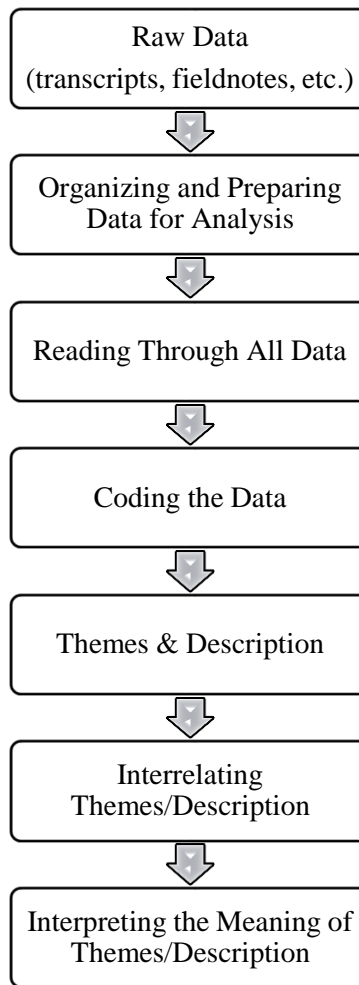 Raw Data
(transcripts, fieldnotes, etc.)
Organizing and Preparing
Data for Analysis
Reading Through All Data
Coding the Data
Themes & Description
Interrelating
Themes/Description
Interpreting the Meaning of
Themes/Description